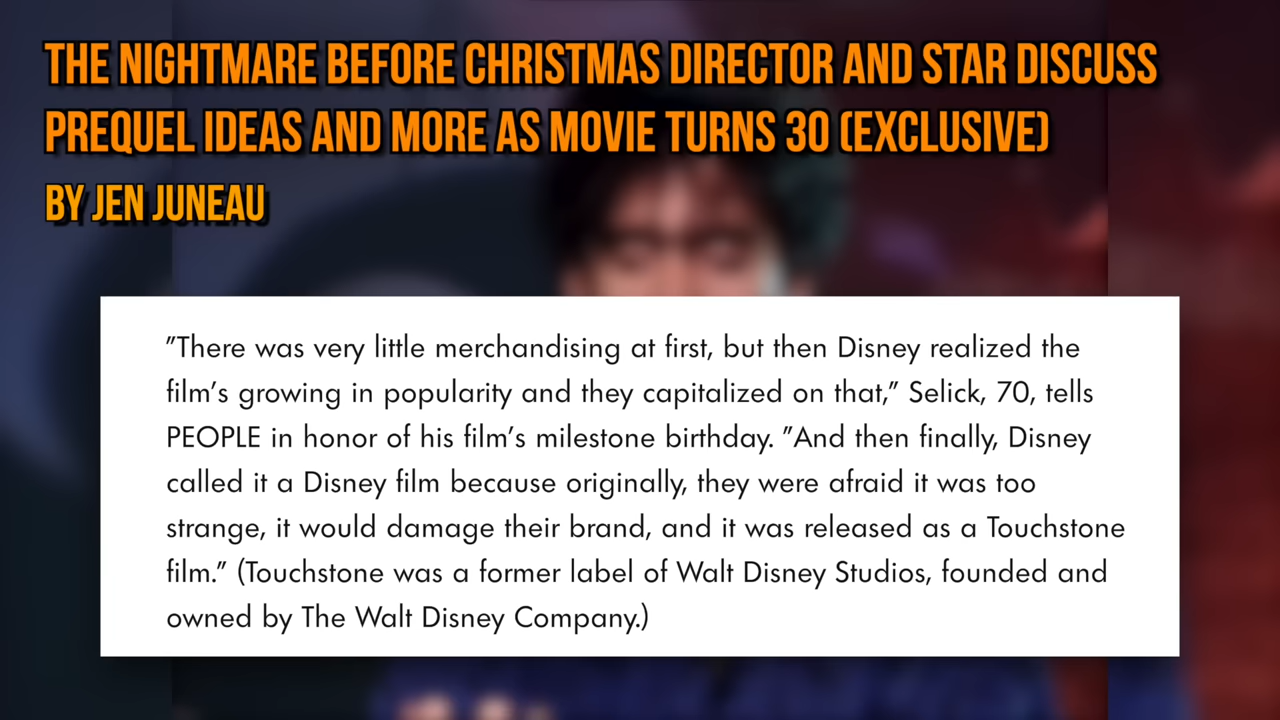 THE NIGHTMARE BEFORE CHRISTMAS DIRECTOR AND STAR DISCUSS
PREQUEL IDEAS AND MORE AS MOVIE TURNS 30 (EXCLUSIVE)
BY JEN JUNEAU
"There was very little merchandising at first, but then Disney realized the
film's growing in popularity and they capitalized on that," Selick, 70, tells
PEOPLE in honor of his film's milestone birthday. "And then finally, Disney
called it a Disney film because originally, they were afraid it was too
strange, it would damage their brand, and it was released as a Touchstone
film." (Touchstone was a former label of Walt Disney Studios, founded and
owned by The Walt Disney Company.)